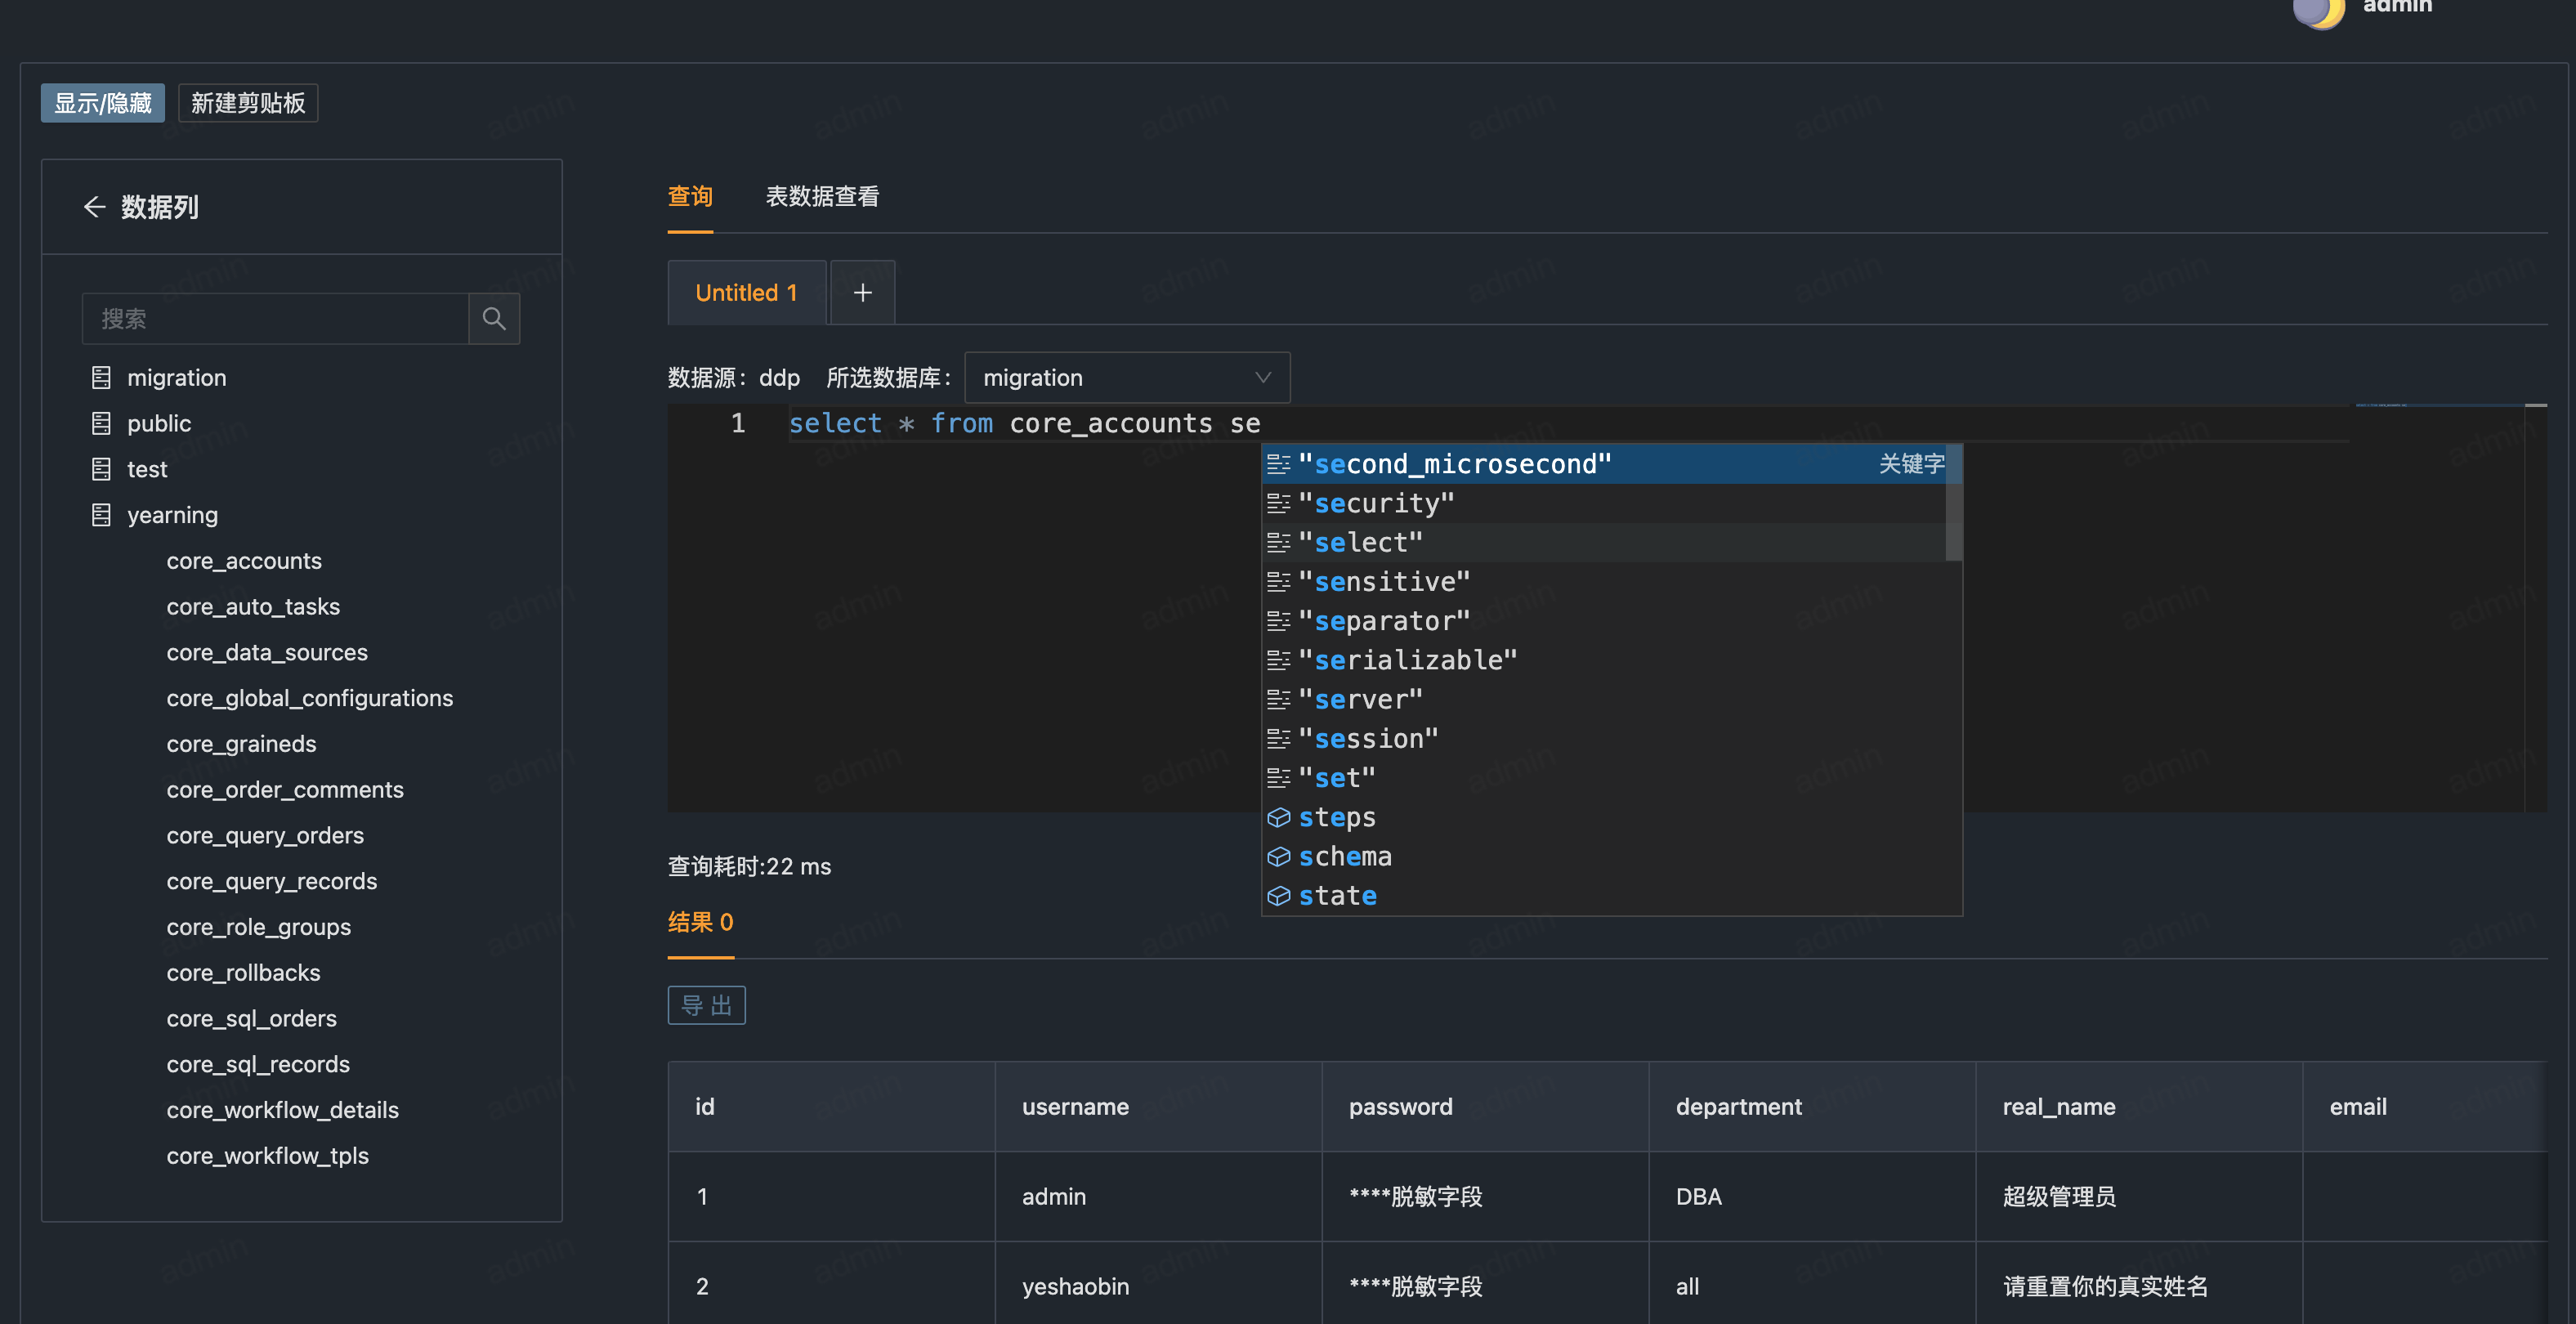 admin
显示/隐藏 新建剪贴板
数据列
搜索
migration
public
test
yearning
core_accounts
core_auto_tasks
core_data_sources
core_global_configurations
core_graineds
core_order_comments
core_query_orders
core_query_records
core_role_groups
core_rollbacks
core_sql_orders
core_sql_records
core_workflow_details
core_workflow_tpls
查询 表数据查看
Untitled 1 +
数据源：ddp 所选数据库： migration
1 select * from core_accounts se
"second_microsecond" 关键字
"security"
"select"
"sensitive"
"separator"
"serializable"
"server"
"session"
"set"
steps
schema
state
查询耗时:22 ms
结果 0
导 出
id username password department real_name email
1 admin ****脱敏字段 DBA 超级管理员
2 yeshaobin ****脱敏字段 all 请重置你的真实姓名